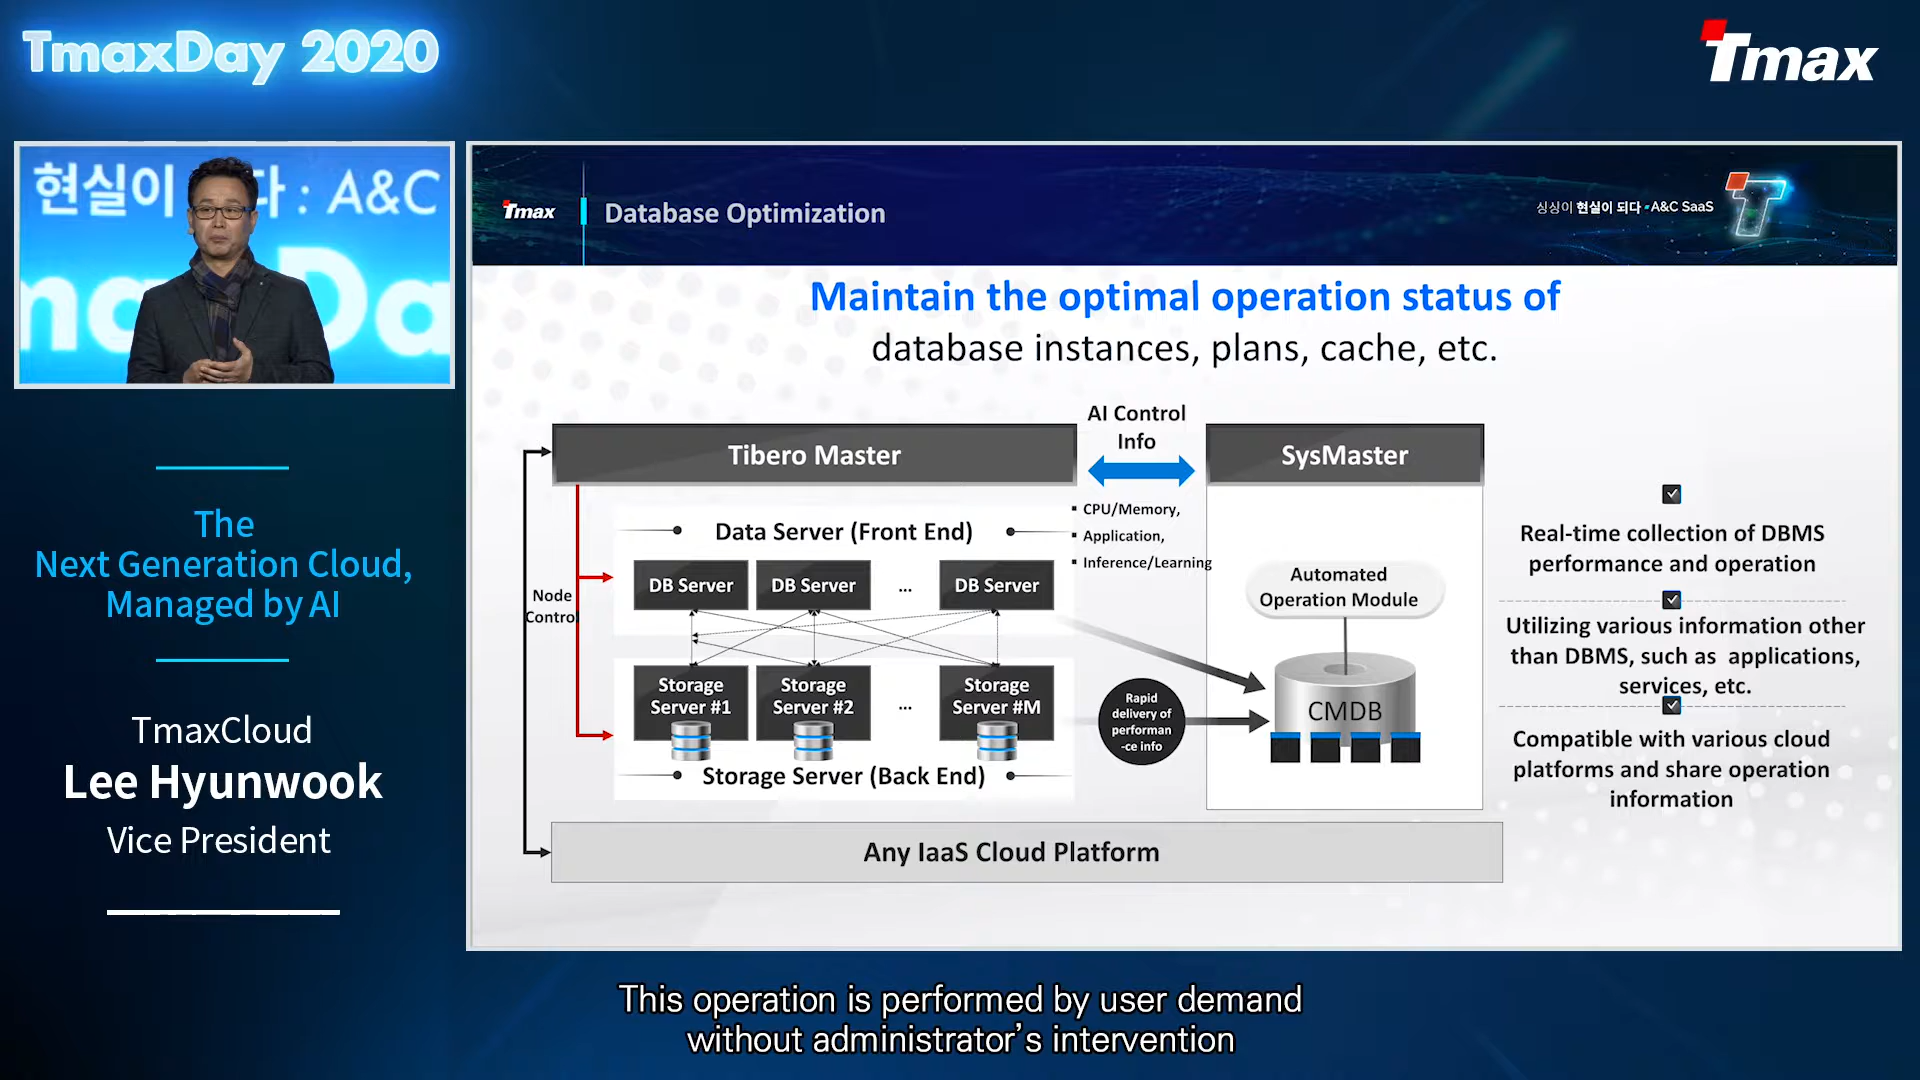 TmaxDay 2020
Tmax
현실이 다 : A&C
The
Next Generation Cloud,
Managed by AI
TmaxCloud
Lee Hyunwook
Vice President
Tmax
Database Optimization
싱싱이 현실이 되다 • A&C SaaS
Maintain the optimal operation status of
database instances, plans, cache, etc.
Tibero Master
AI Control
Info
SysMaster
Node
Control
Data Server (Front End)
DB Server
DB Server
...
DB Server
Storage
Server #1
Storage
Server #2
...
Storage
Server #M
Storage Server (Back End)
▪ CPU/Memory,
▪ Application,
▪ Inference/Learning
Rapid
delivery of
performan
-ce info
Automated
Operation Module
CMDB
Any IaaS Cloud Platform
Real-time collection of DBMS
performance and operation
Utilizing various information other
than DBMS, such as applications,
services, etc.
Compatible with various cloud
platforms and share operation
information
This operation is performed by user demand
without administrator's intervention